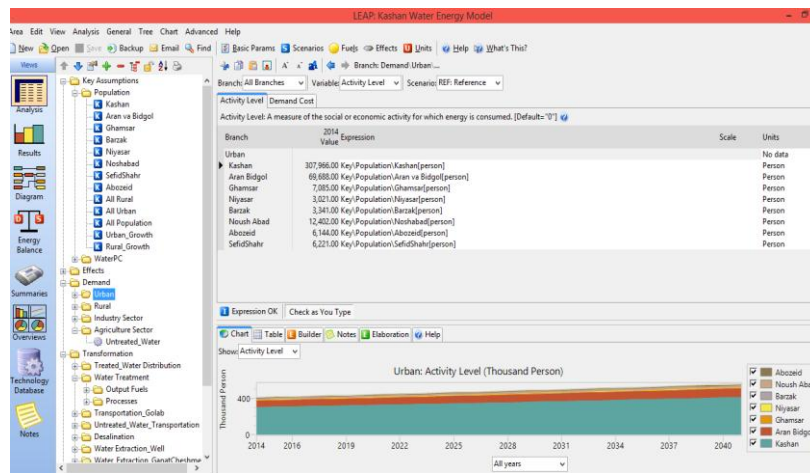 LEAP: Kashan Water Energy Model
Area Edit View Analysis General Tree Chart Advanced Help
New Open Save Backup Email Find Basic Params Scenarios Fuels Effects Units Help What's This?
Views
Branch: Demand\Urban\...
Branch: All Branches Variable: Activity Level Scenario: REF: Reference
Activity Level Demand Cost
Activity Level: A measure of the social or economic activity for which energy is consumed. [Default= "0"]
Branch 2014 Value Expression Scale Units
Urban No data
Kashan 307,966.00 Key\Population\Kashan[person] Person
Aran Bidgol 69,688.00 Key\Population\Aran va Bidgol[person] Person
Ghamsar 7,085.00 Key\Population\Ghamsar[person] Person
Niyasar 3,021.00 Key\Population\Niyasar[person] Person
Barzak 3,341.00 Key\Population\Barzak[person] Person
Noush Abad 12,402.00 Key\Population\Noshabad[person] Person
Abozeid 6,144.00 Key\Population\Abozeid[person] Person
SefidShahr 6,221.00 Key\Population\SefidShahr[person] Person
Analysis
Results
Diagram
Energy Balance
Summaries
Overviews
Technology Database
Notes
Key Assumptions
Population
Kashan
Aran va Bidgol
Ghamsar
Barzak
Niyasar
Noshabad
SefidShahr
Abozeid
All Rural
All Urban
All Population
Urban_Growth
Rural_Growth
WaterPC
Effects
Demand
Urban
Rural
Industry Sector
Agriculture Sector
Untreated_Water
Transformation
Treated_Water Distribution
Water Treatment
Output Fuels
Processes
Transportation_Golab
Untreated_Water_Transportation
Desalination
Water Extraction_Well
Water Extraction_GanatCheshme
Expression OK Check as You Type
Chart Table Builder Notes Elaboration Help
Show: Activity Level
Urban: Activity Level (Thousand Person)
Thousand Person
400
0
2014 2016 2019 2022 2025 2028 2031 2034 2037 2040
All years
Abozeid
Noush Aba
Barzak
Niyasar
Ghamsar
Aran Bidgo
Kashan